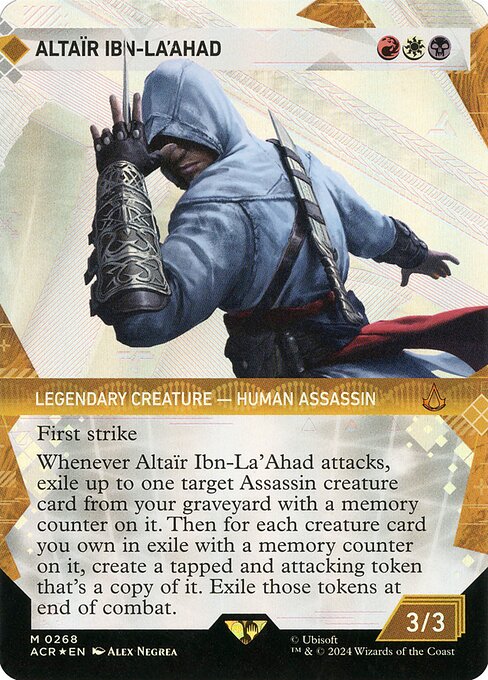 ALTAÏR IBN-LA'AHAD
LEGENDARY CREATURE — HUMAN ASSASSIN
First strike
Whenever Altaïr Ibn-La'Ahad attacks,
exile up to one target Assassin creature
card from your graveyard with a memory
counter on it. Then for each creature card
you own in exile with a memory counter
on it, create a tapped and attacking token
that's a copy of it. Exile those tokens at
end of combat.
3/3
M 0268
ACR★EN ALEX NEGREA
© Ubisoft
™ & © 2024 Wizards of the Coast